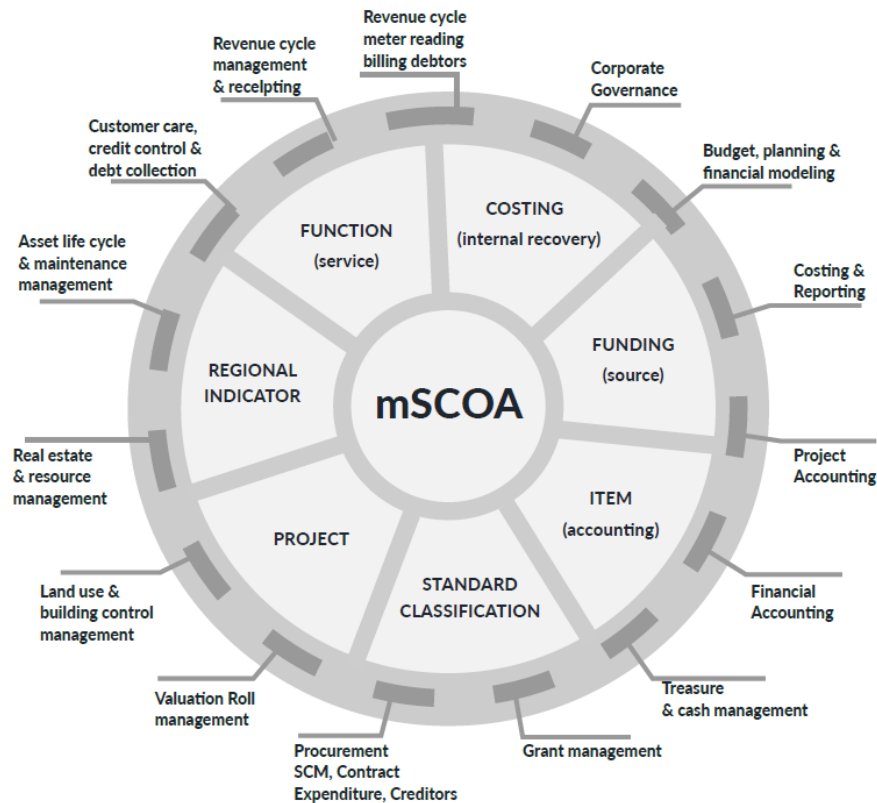 Revenue cycle
meter reading
billing debtors
Corporate
Governance
Budget, planning &
financial modeling
Costing &
Reporting
Project
Accounting
Financial
Accounting
Treasure
& cash management
Grant management
Procurement
SCM, Contract
Expenditure, Creditors
Valuation Roll
management
Land use &
building control
management
Real estate
& resource
management
Asset life cycle
& maintenance
management
Customer care,
credit control &
debt collection
Revenue cycle
management
& recelpting
FUNCTION
(service)
COSTING
(internal recovery)
FUNDING
(source)
ITEM
(accounting)
STANDARD
CLASSIFICATION
PROJECT
REGIONAL
INDICATOR
mSCOA